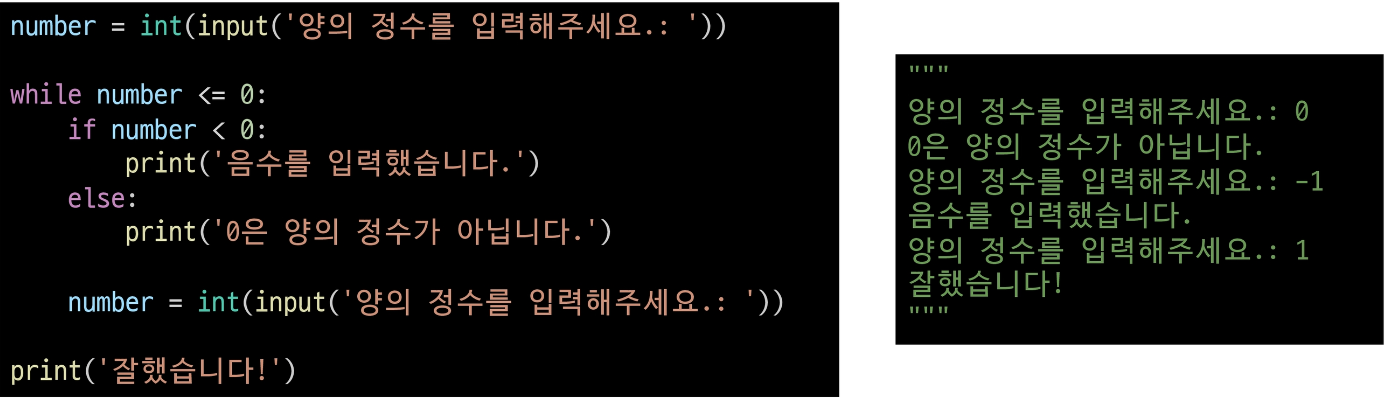 number = int(input('양의 정수를 입력해주세요.: '))
while number <= 0:
    if number < 0:
        print('음수를 입력했습니다.')
    else:
        print('0은 양의 정수가 아닙니다.')
    number = int(input('양의 정수를 입력해주세요.: '))
print('잘했습니다!')
"""
양의 정수를 입력해주세요.: 0
0은 양의 정수가 아닙니다.
양의 정수를 입력해주세요.: -1
음수를 입력했습니다.
양의 정수를 입력해주세요.: 1
잘했습니다!
"""